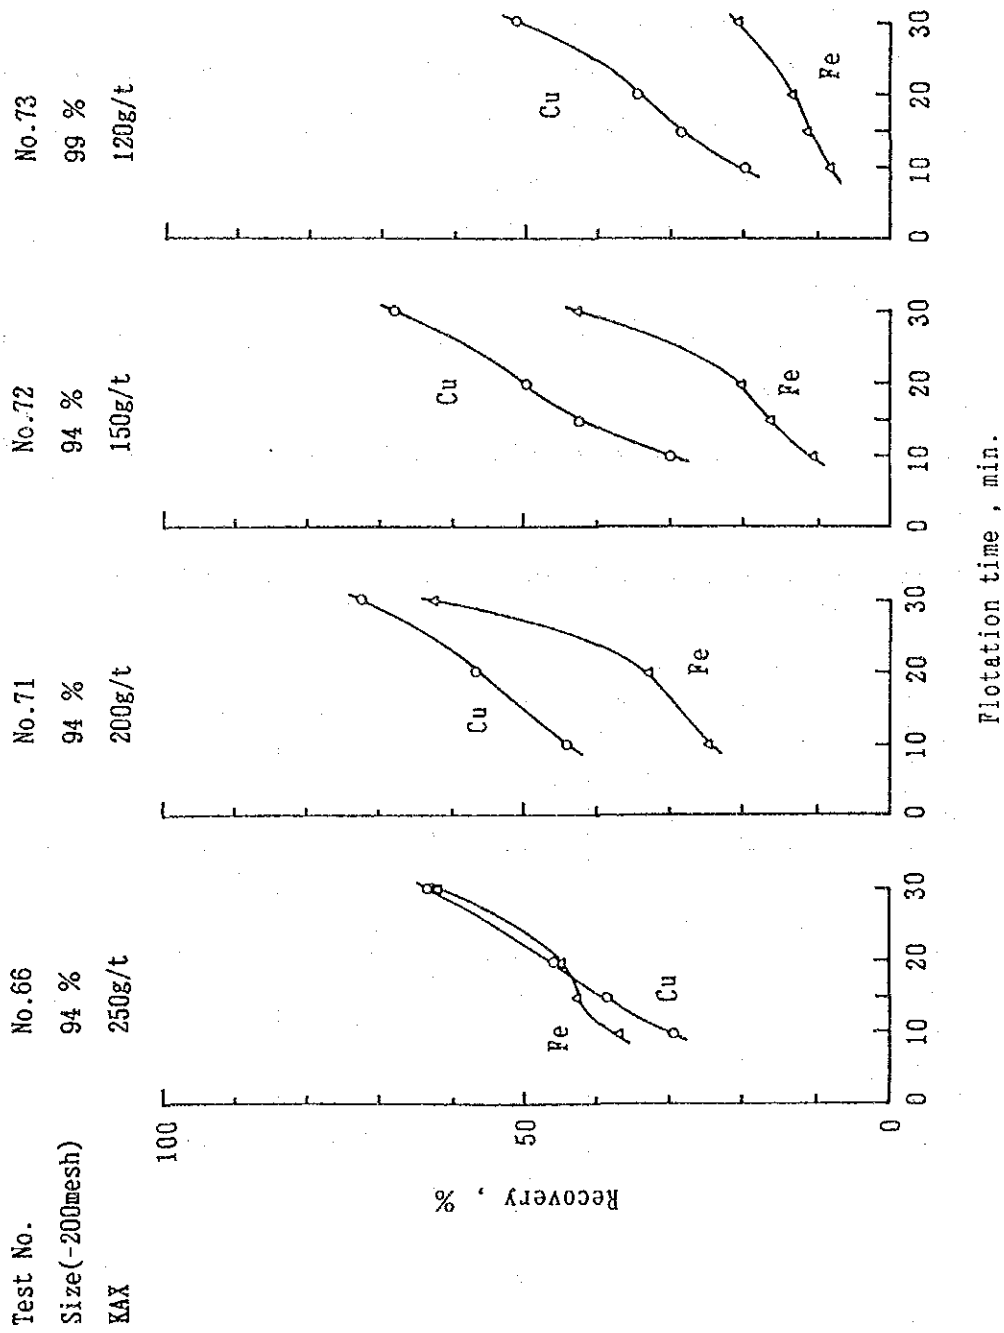 Test No. No.66 No.71 No.72 No.73
Size(-200mesh) 94 % 94 % 94 % 99 %
KAX 250g/t 200g/t 150g/t 120g/t
100
50
0
Recovery , %
Fe
Cu
0 10 20 30
Cu
Fe
0 10 20 30
Cu
Fe
0 10 20 30
Cu
Fe
0 10 20 30
Flotation time , min.